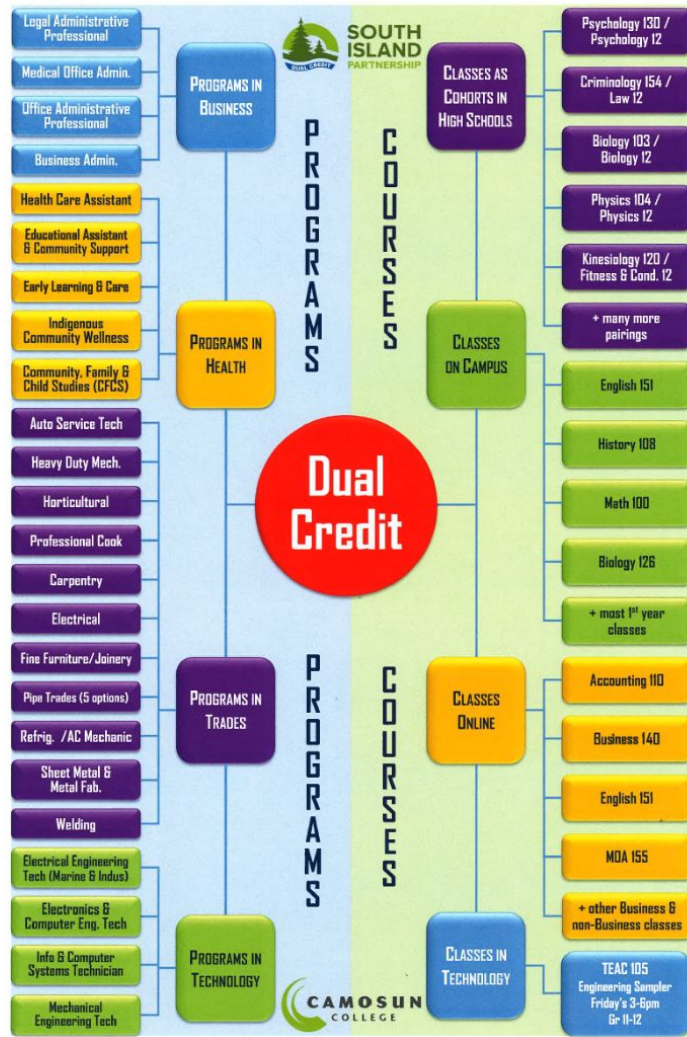 SOUTH
ISLAND
PARTNERSHIP
DUAL CREDIT
PROGRAMS
COURSES
PROGRAMS
COURSES
Dual
Credit
PROGRAMS IN
BUSINESS
Legal Administrative
Professional
Medical Office Admin.
Office Administrative
Professional
Business Admin.
PROGRAMS IN
HEALTH
Health Care Assistant
Educational Assistant
& Community Support
Early Learning & Care
Indigenous
Community Wellness
Community, Family &
Child Studies (CFCS)
PROGRAMS IN
TRADES
Auto Service Tech
Heavy Duty Mech.
Horticultural
Professional Cook
Carpentry
Electrical
Fine Furniture/Joinery
Pipe Trades (5 options)
Refrig. /AC Mechanic
Sheet Metal &
Metal Fab.
Welding
PROGRAMS IN
TECHNOLOGY
Electrical Engineering
Tech (Marine & Indus)
Electronics &
Computer Eng. Tech
Info & Computer
Systems Technician
Mechanical
Engineering Tech
CLASSES AS
COHORTS IN
HIGH SCHOOLS
Psychology 130 /
Psychology 12
Criminology 154 /
Law 12
Biology 103 /
Biology 12
Physics 104 /
Physics 12
Kinesiology 120 /
Fitness & Cond. 12
+ many more
pairings
CLASSES
ON CAMPUS
English 151
History 108
Math 100
Biology 126
+ most 1st year
classes
CLASSES
ONLINE
Accounting 110
Business 140
English 151
MOA 155
+ other Business &
non-Business classes
CLASSES IN
TECHNOLOGY
TEAC 105
Engineering Sampler
Friday's 3-6pm
Gr 11-12
CAMOSUN
COLLEGE